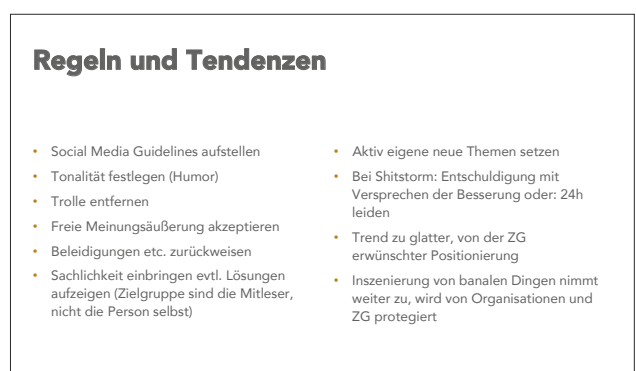 Regeln und Tendenzen
• Social Media Guidelines aufstellen
• Tonalität festlegen (Humor)
• Trolle entfernen
• Freie Meinungsäußerung akzeptieren
• Beleidigungen etc. zurückweisen
• Sachlichkeit einbringen evtl. Lösungen
aufzeigen (Zielgruppe sind die Mitleser,
nicht die Person selbst)
• Aktiv eigene neue Themen setzen
• Bei Shitstorm: Entschuldigung mit
Versprechen der Besserung oder: 24h
leiden
• Trend zu glatter, von der ZG
erwünschter Positionierung
• Inszenierung von banalen Dingen nimmt
weiter zu, wird von Organisationen und
ZG protegiert